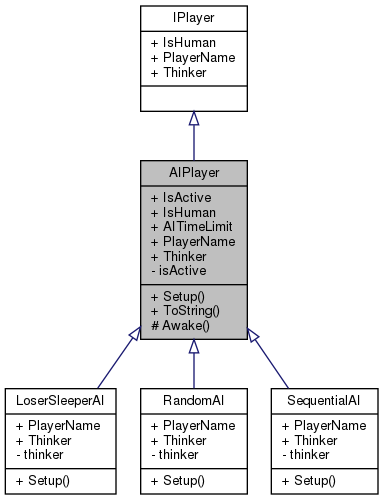 IPlayer
+ IsHuman
+ PlayerName
+ Thinker
AIPlayer
+ IsActive
+ IsHuman
+ AITimeLimit
+ PlayerName
+ Thinker
- isActive
+ Setup()
+ ToString()
# Awake()
LoserSleeperAI
+ PlayerName
+ Thinker
- thinker
+ Setup()
RandomAI
+ PlayerName
+ Thinker
- thinker
+ Setup()
SequentialAI
+ PlayerName
+ Thinker
- thinker
+ Setup()